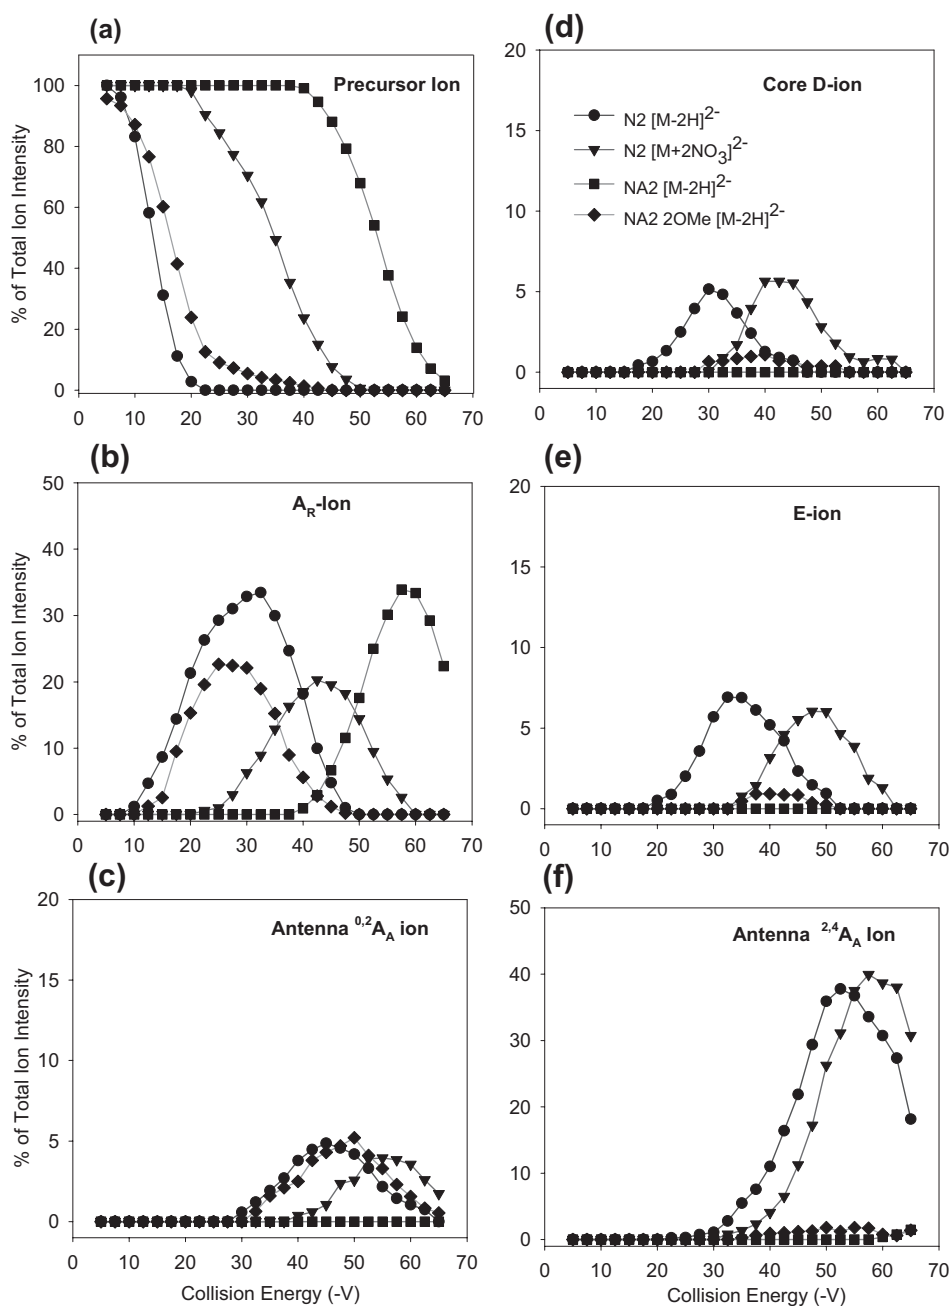 (a)
Precursor Ion
% of Total Ion Intensity
100
80
60
40
20
0
0 10 20 30 40 50 60 70
(d)
Core D-ion
N2 [M-2H]2-
N2 [M+2NO3]2-
NA2 [M-2H]2-
NA2 2OMe [M-2H]2-
20
15
10
5
0
0 10 20 30 40 50 60 70
(b)
AR-Ion
% of Total Ion Intensity
50
40
30
20
10
0
0 10 20 30 40 50 60 70
(e)
E-ion
20
15
10
5
0
0 10 20 30 40 50 60 70
(c)
Antenna 0,2AA ion
% of Total Ion Intensity
20
15
10
5
0
0 10 20 30 40 50 60 70
Collision Energy (-V)
(f)
Antenna 2,4AA Ion
50
40
30
20
10
0
0 10 20 30 40 50 60 70
Collision Energy (-V)